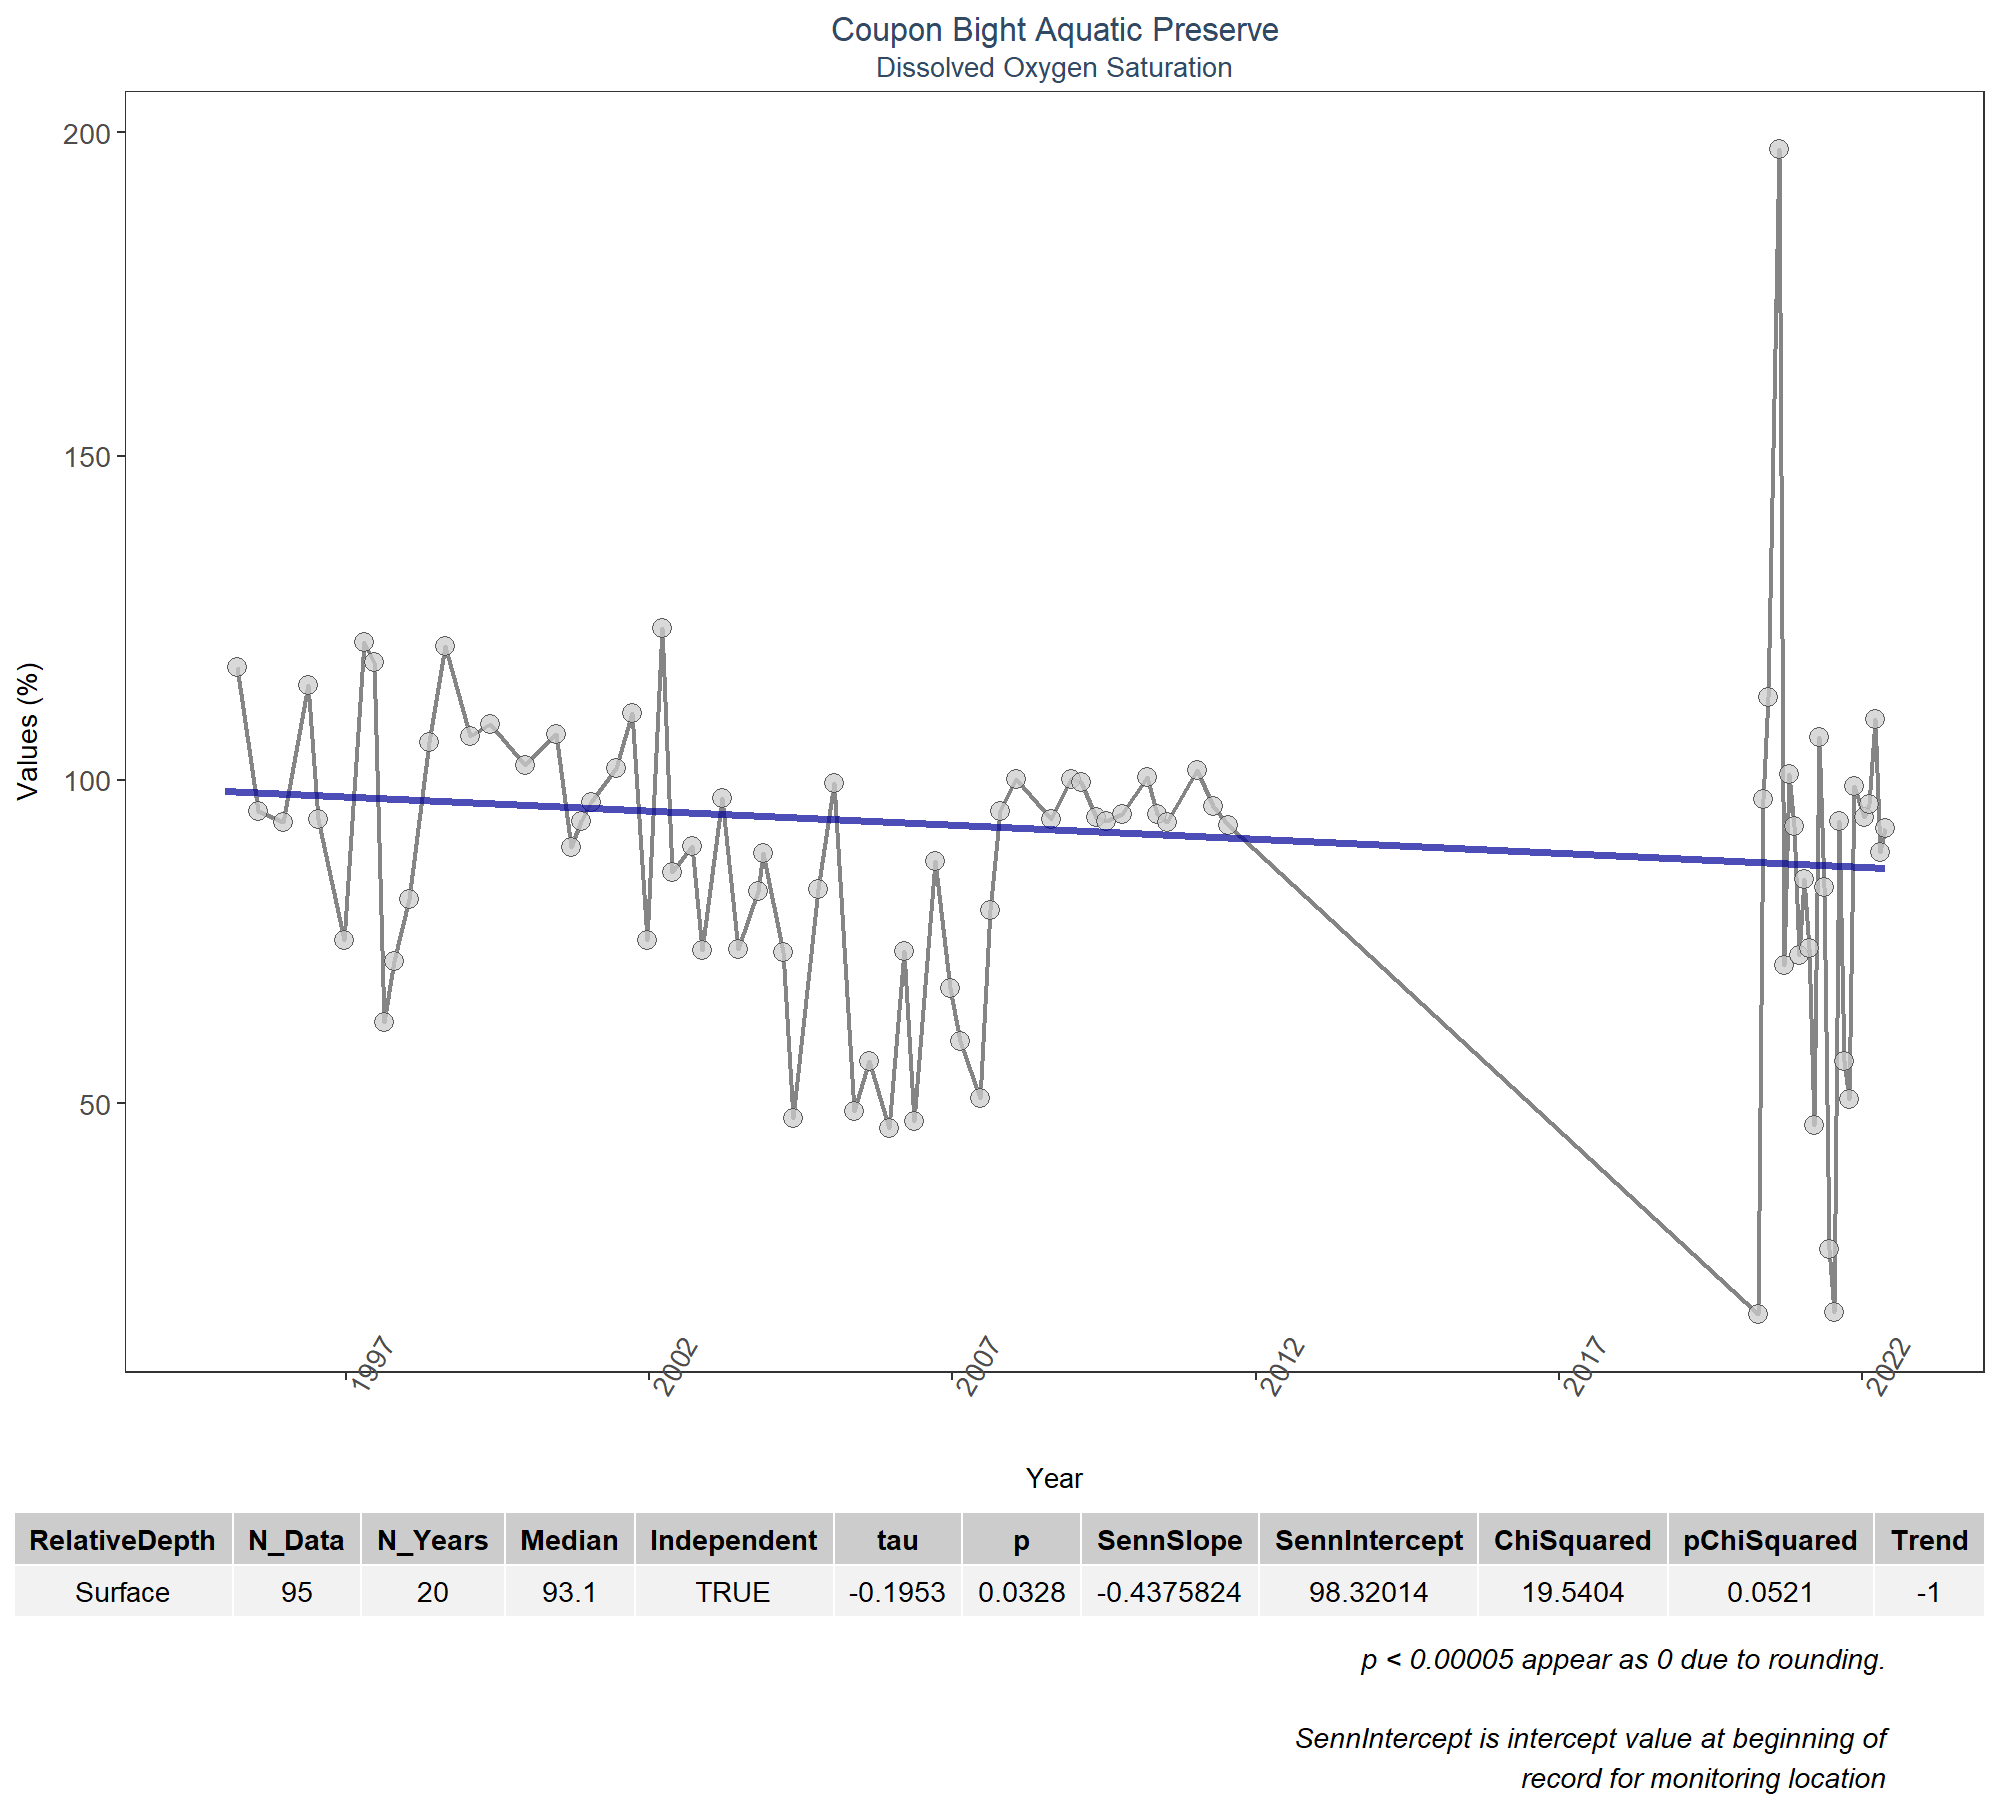 Coupon Bight Aquatic Preserve
Dissolved Oxygen Saturation
Values (%)
200
150
100
50
1997
2002
2007
2012
2017
2022
Year
RelativeDepth N_Data N_Years Median Independent tau p SennSlope SennIntercept ChiSquared pChiSquared Trend
Surface 95 20 93.1 TRUE -0.1953 0.0328 -0.4375824 98.32014 19.5404 0.0521 -1
p < 0.00005 appear as 0 due to rounding.
SennIntercept is intercept value at beginning of
record for monitoring location